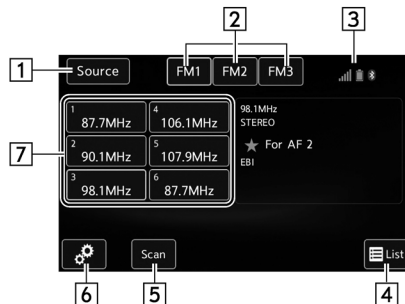 2
3
1
Source
FM1 FM2 FM3
7
1 87.7MHz
4 106.1MHz
2 90.1MHz
5 107.9MHz
3 98.1MHz
6 87.7MHz
98.1MHz
STEREO
For AF 2
EBI
Scan
List
6
5
4